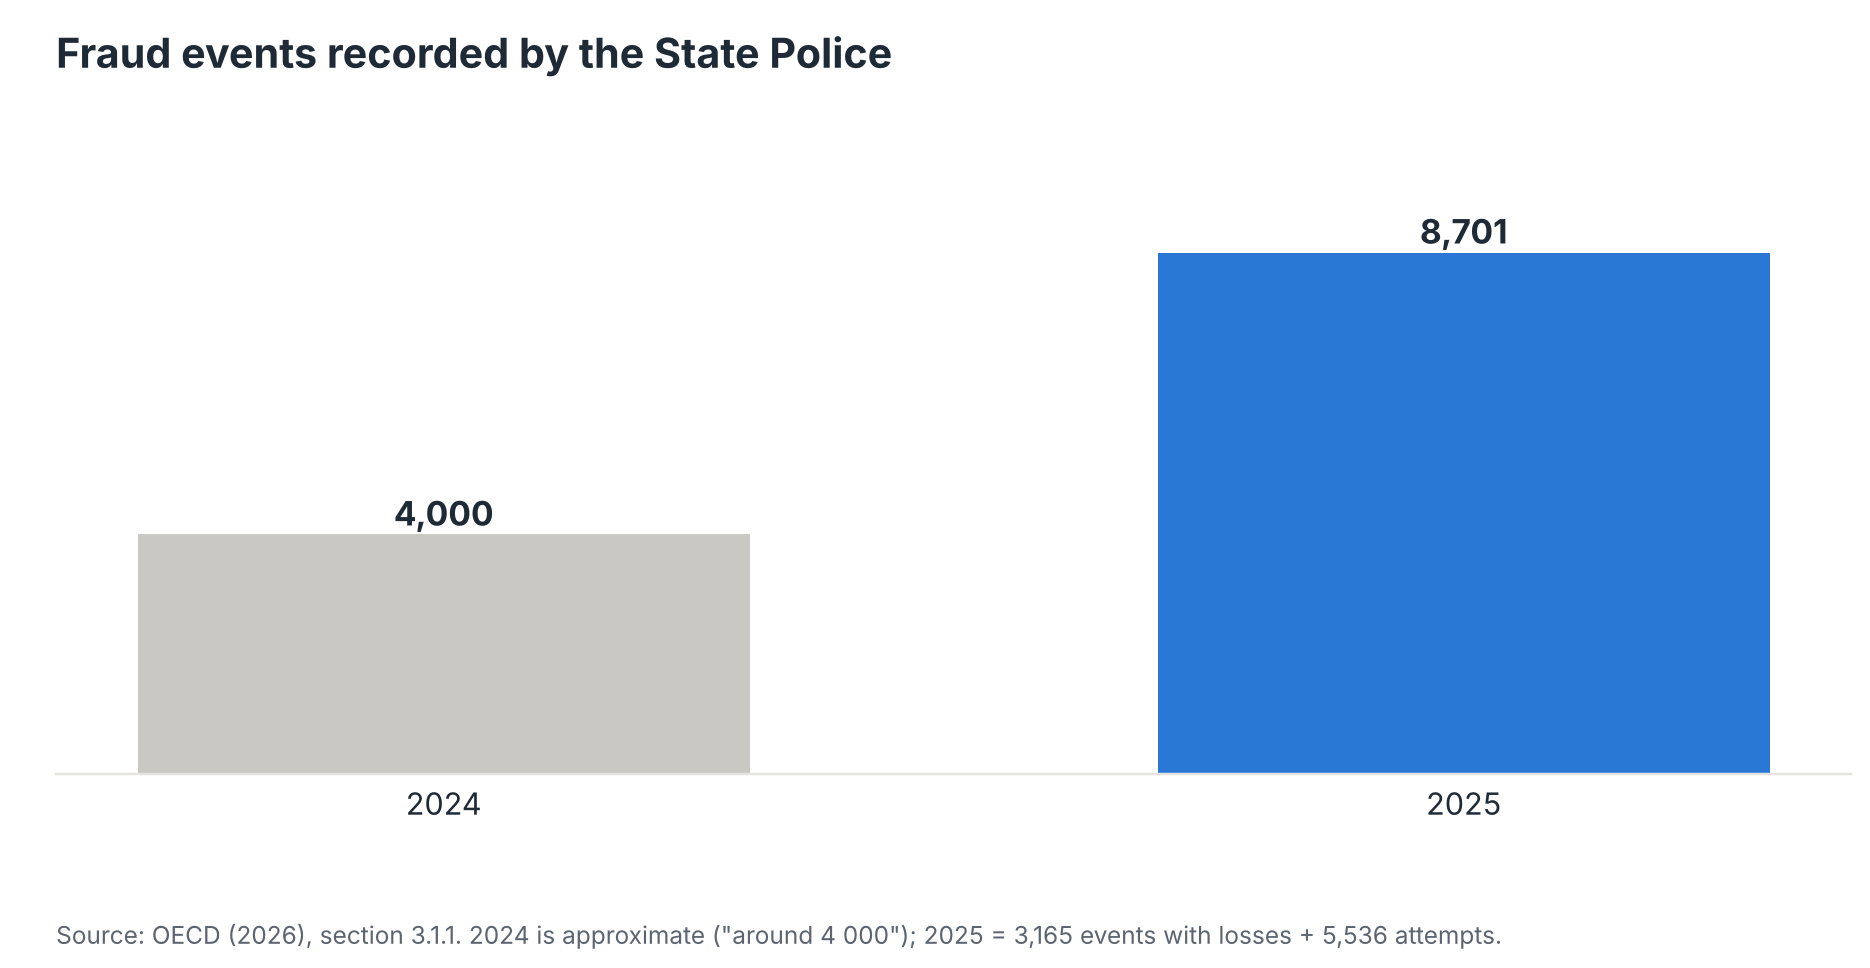 Fraud events recorded by the State Police
8,701
4,000
2024
2025
Source: OECD (2026), section 3.1.1. 2024 is approximate ("around 4 000"); 2025 = 3,165 events with losses + 5,536 attempts.